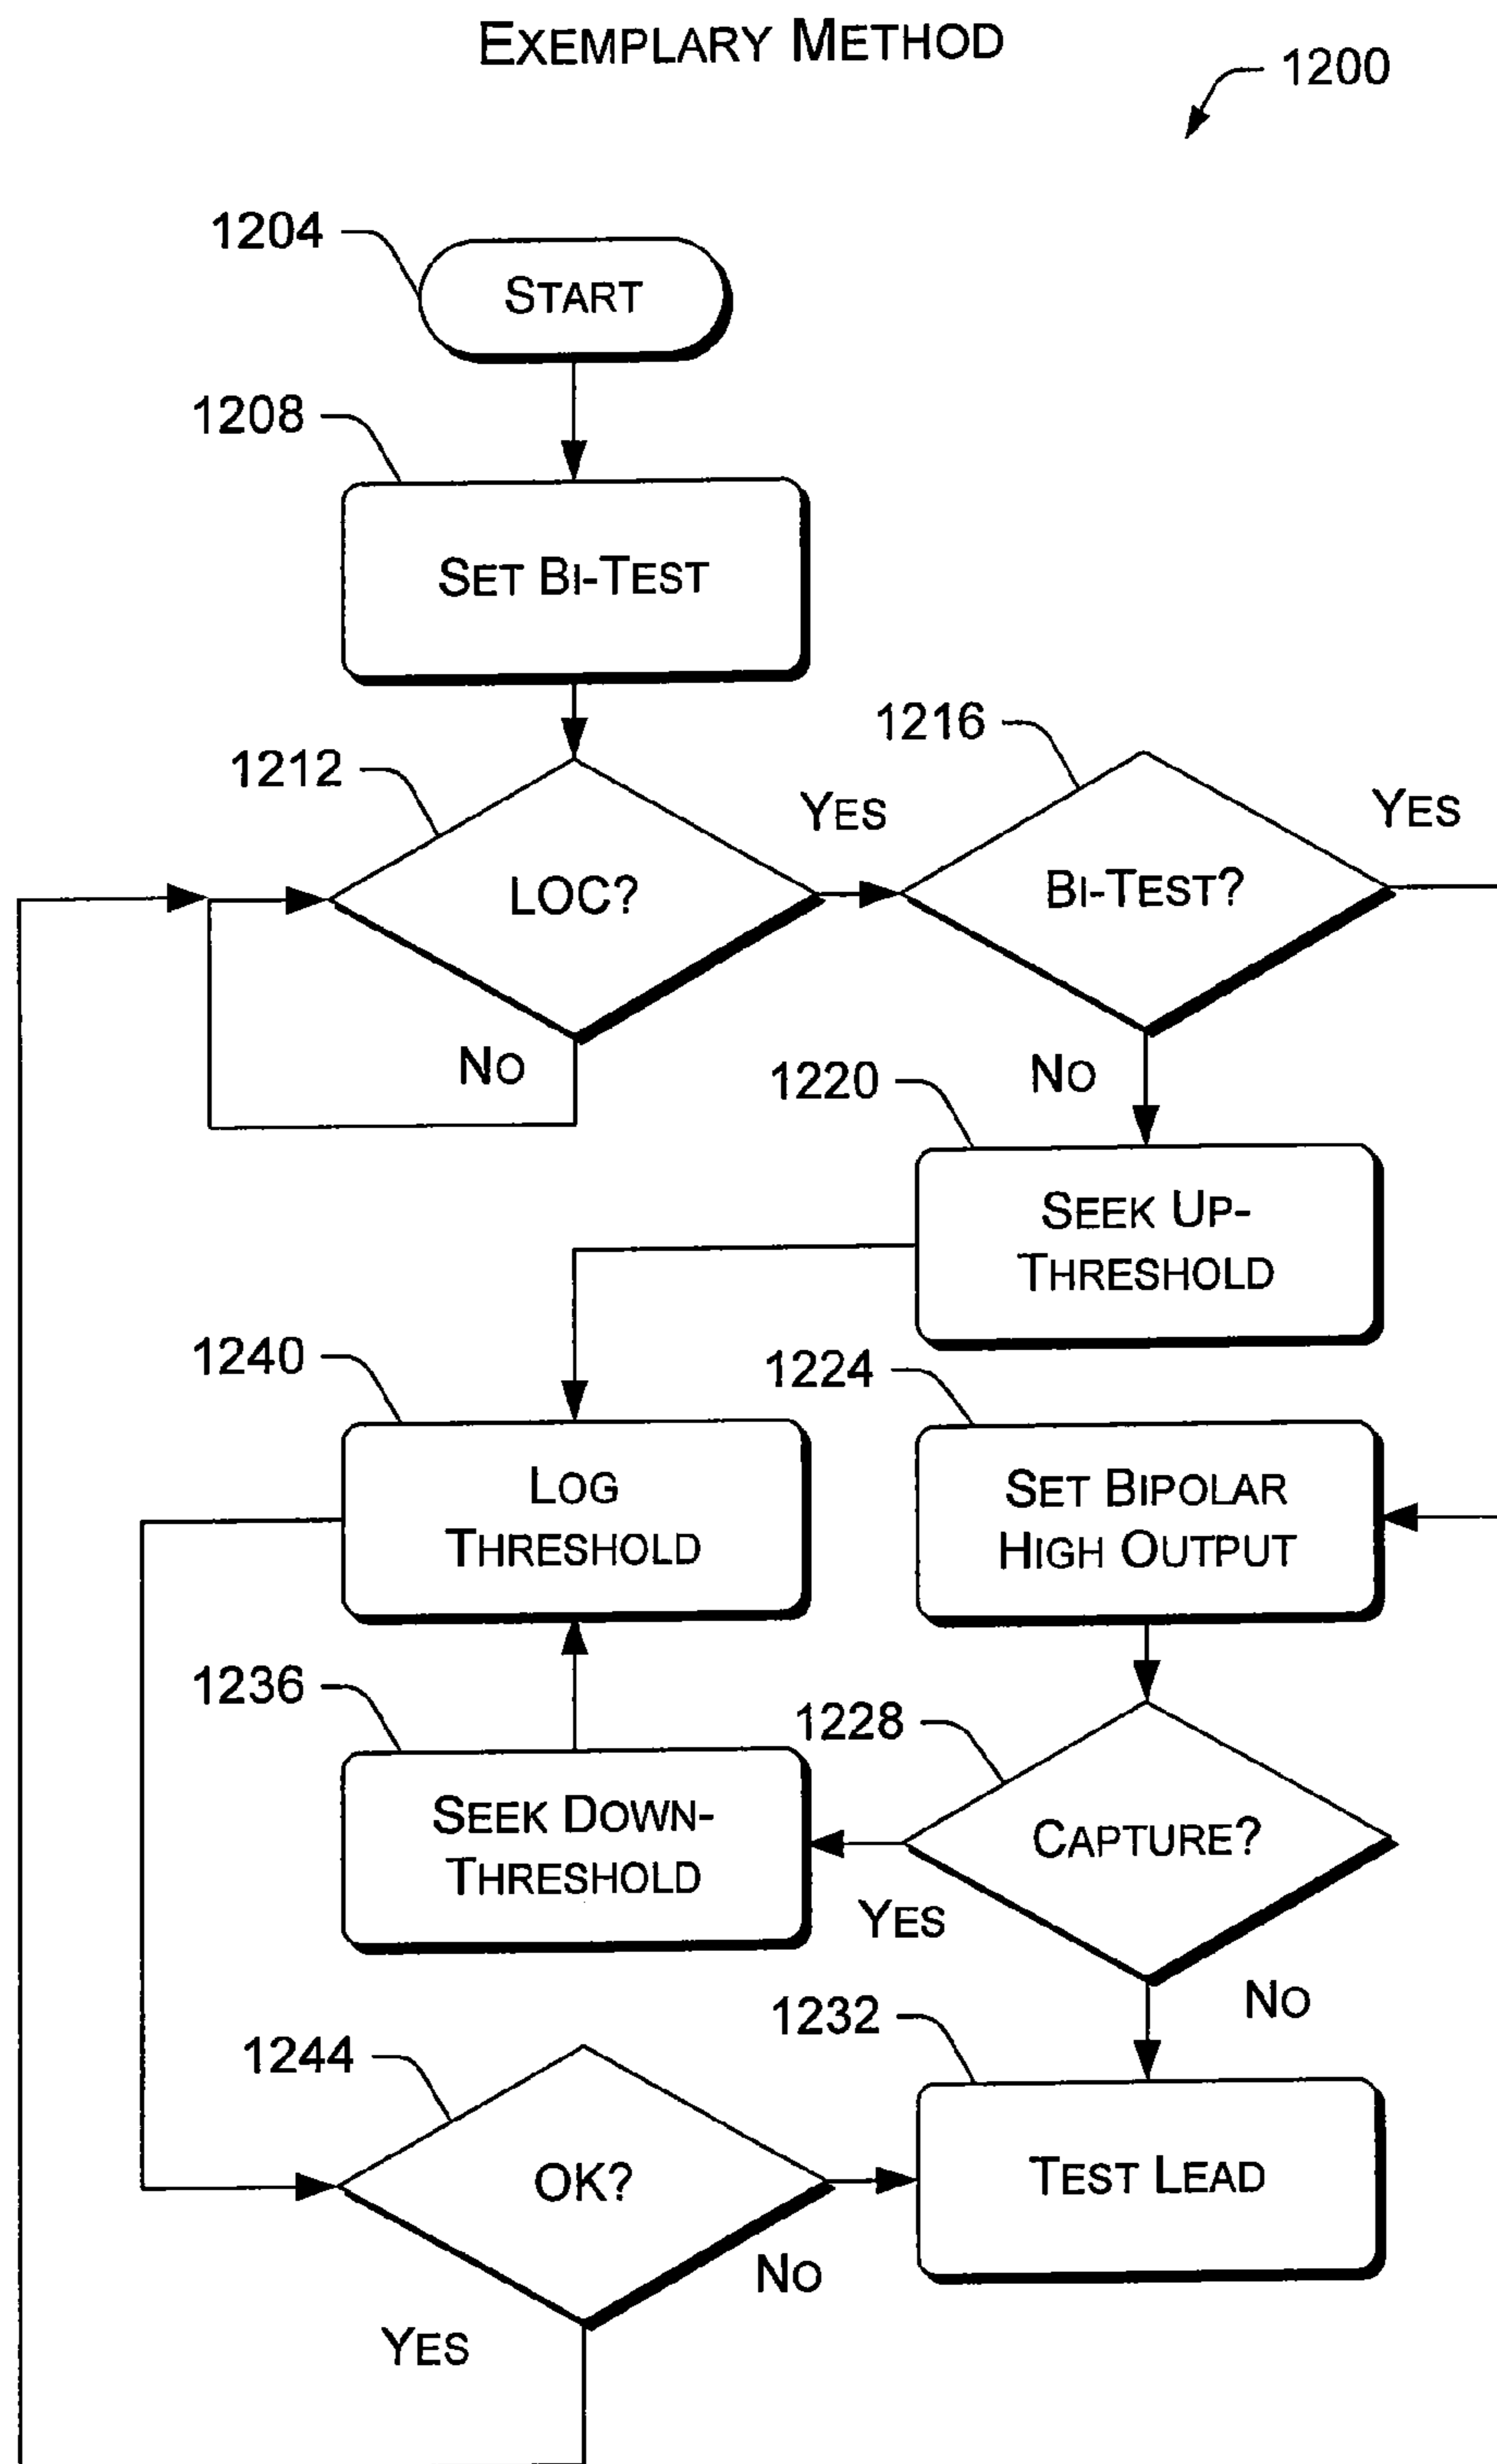 EXEMPLARY METHOD
1200
1204
START
1208
SET BI-TEST
1212
LOC?
YES
NO
1216
BI-TEST?
YES
NO
1220
SEEK UP-
THRESHOLD
1240
LOG
THRESHOLD
1224
SET BIPOLAR
HIGH OUTPUT
1236
SEEK DOWN-
THRESHOLD
1228
CAPTURE?
YES
NO
1244
OK?
NO
YES
1232
TEST LEAD